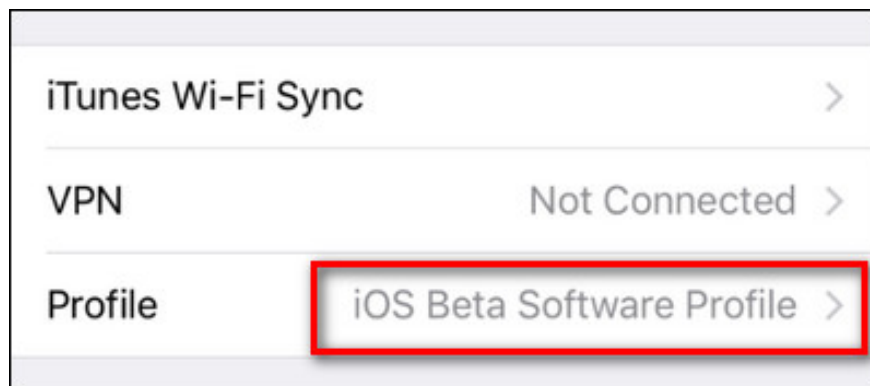 iTunes Wi-Fi Sync
VPN Not Connected
Profile iOS Beta Software Profile